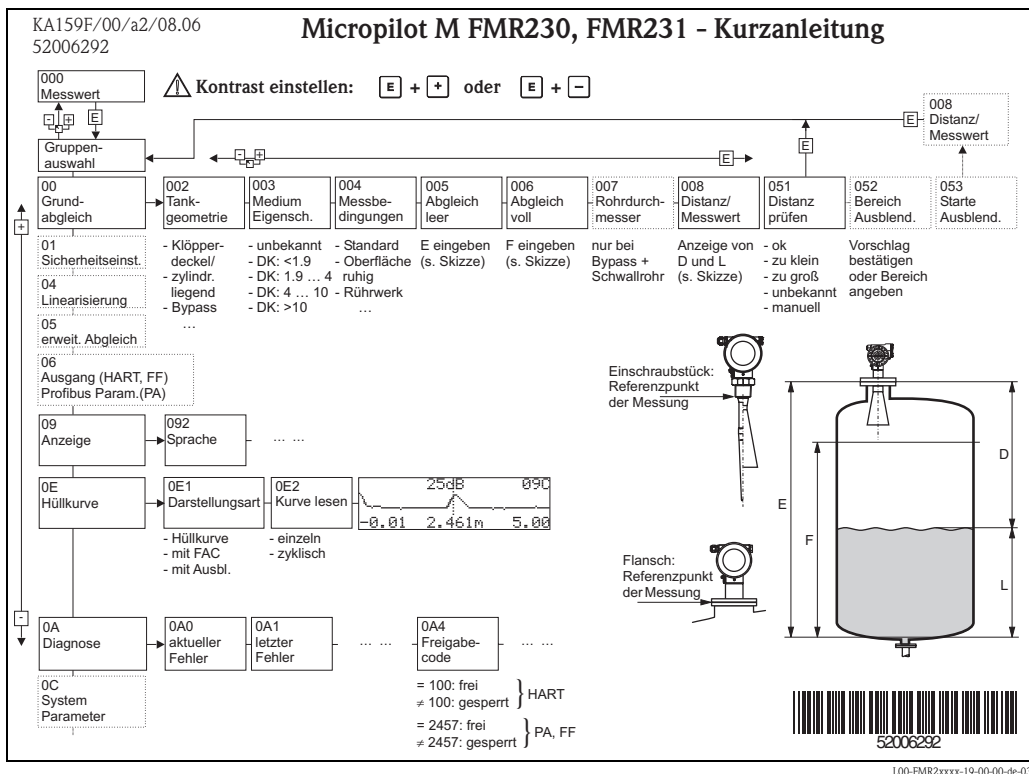 KA159F/00/a2/08.06
52006292
Micropilot M FMR230, FMR231 - Kurzanleitung
000
Messwert
Kontrast einstellen: E + + oder E + −
- +
E
Gruppen-
auswahl
- +
E
E
E
008
Distanz/
Messwert
00
Grund-
abgleich
002
Tank-
geometrie
003
Medium
Eigensch.
004
Messbe-
dingungen
005
Abgleich
leer
006
Abgleich
voll
007
Rohrdurch-
messer
008
Distanz/
Messwert
051
Distanz
prüfen
052
Bereich
Ausblend.
053
Starte
Ausblend.
+
- Klöpper-
deckel/
- zylindr.
liegend
- Bypass
...
- unbekannt
- DK: <1.9
- DK: 1.9 ... 4
- DK: 4 ... 10
- DK: >10
- Standard
- Oberfläche
ruhig
- Rührwerk
...
E eingeben
(s. Skizze)
F eingeben
(s. Skizze)
nur bei
Bypass +
Schwallrohr
Anzeige von
D und L
(s. Skizze)
- ok
- zu klein
- zu groß
- unbekannt
- manuell
Vorschlag
bestätigen
oder Bereich
angeben
01
Sicherheitseinst.
04
Linearisierung
05
erweit. Abgleich
06
Ausgang (HART, FF)
Profibus Param.(PA)
09
Anzeige
092
Sprache
- ... ...
0E
Hüllkurve
0E1
Darstellungsart
0E2
Kurve lesen
25dB 09C
-0.01 2.461m 5.00
- Hüllkurve
- mit FAC
- mit Ausbl.
- einzeln
- zyklisch
Einschraubstück:
Referenzpunkt
der Messung
Flansch:
Referenzpunkt
der Messung
E
F
D
L
-
0A
Diagnose
0A0
aktueller
Fehler
0A1
letzter
Fehler
- ... ...
0A4
Freigabe-
code
- ... ...
= 100: frei
≠ 100: gesperrt } HART
= 2457: frei
≠ 2457: gesperrt } PA, FF
0C
System
Parameter
52006292
L00-FMR2xxxx-19-00-00-de-03